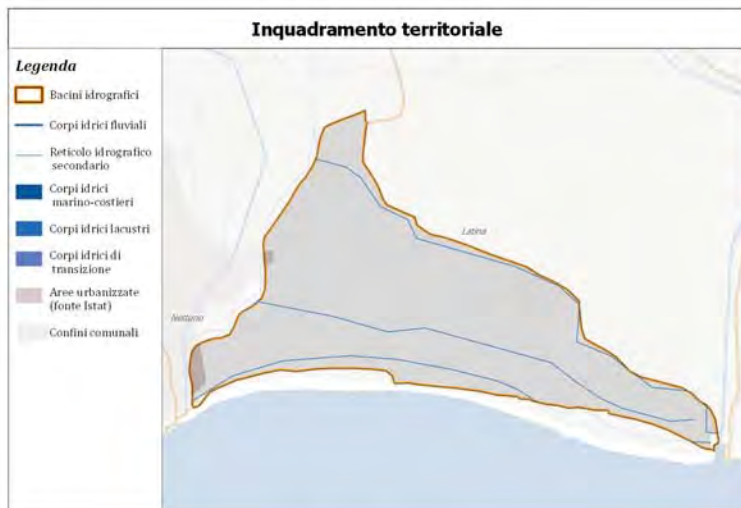 Inquadramento territoriale
Legenda
Bacini idrografici
Corpi idrici fluviali
Reticolo idrografico
secondario
Corpi idrici
marino-costieri
Corpi idrici lacustri
Corpi idrici di
transizione
Aree urbanizzate
(fonte Istat)
Confini comunali
Latina
Nettuno